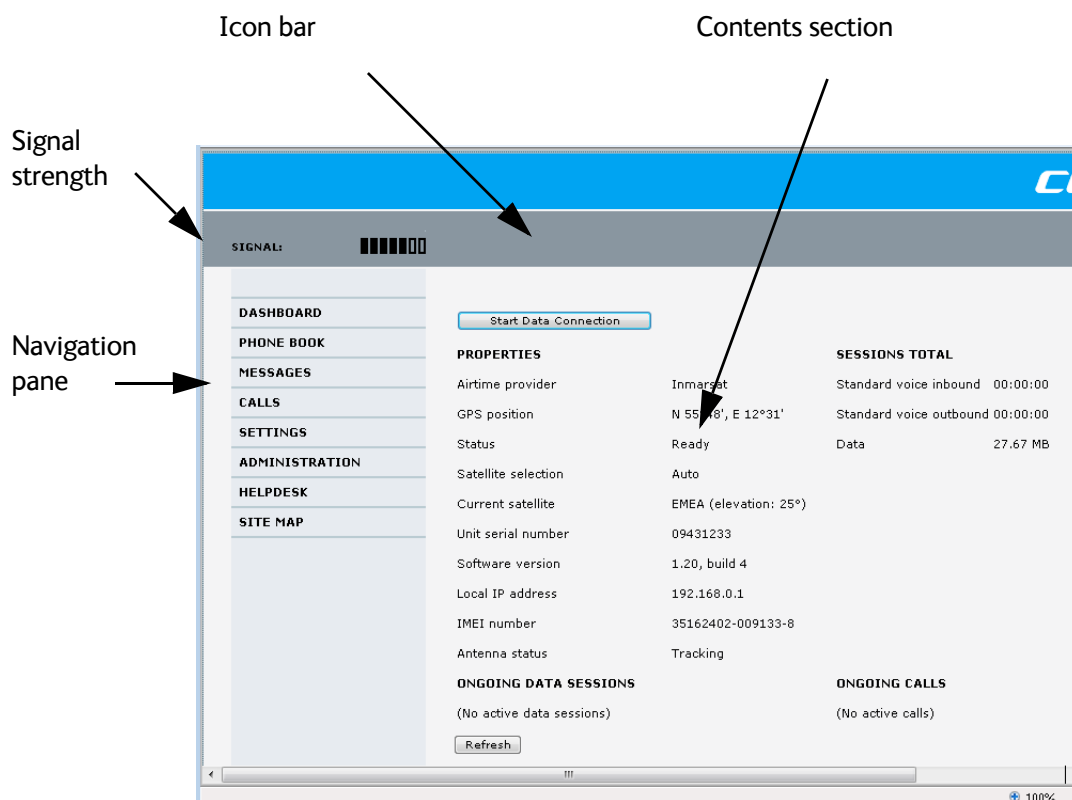 Icon bar
Contents section
Signal
strength
SIGNAL:
Navigation
pane
DASHBOARD
PHONE BOOK
MESSAGES
CALLS
SETTINGS
ADMINISTRATION
HELPDESK
SITE MAP
Start Data Connection
PROPERTIES
Airtime provider Inmarsat
GPS position N 55°48', E 12°31'
Status Ready
Satellite selection Auto
Current satellite EMEA (elevation: 25°)
Unit serial number 09431233
Software version 1.20, build 4
Local IP address 192.168.0.1
IMEI number 35162402-009133-8
Antenna status Tracking
SESSIONS TOTAL
Standard voice inbound 00:00:00
Standard voice outbound 00:00:00
Data 27.67 MB
ONGOING DATA SESSIONS
(No active data sessions)
ONGOING CALLS
(No active calls)
Refresh
100%